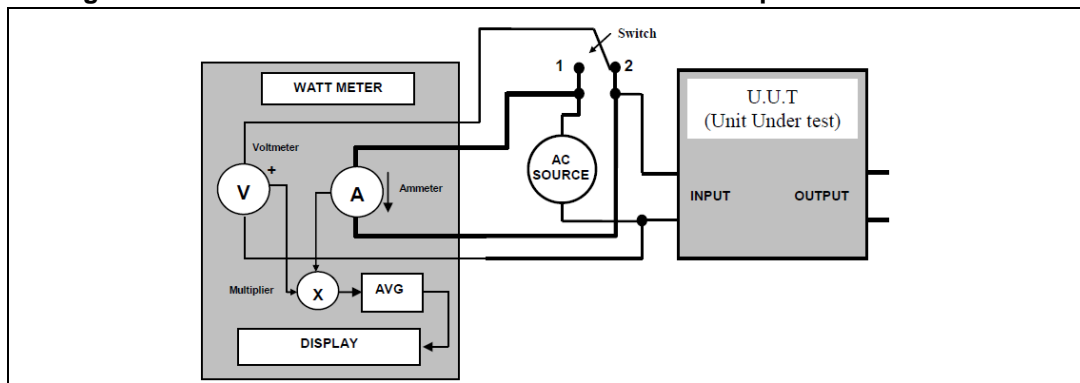 Switch
1
2
WATT METER
U.U.T
(Unit Under test)
Voltmeter
+
V
A
Ammeter
AC
SOURCE
INPUT
OUTPUT
Multiplier
X
AVG
DISPLAY